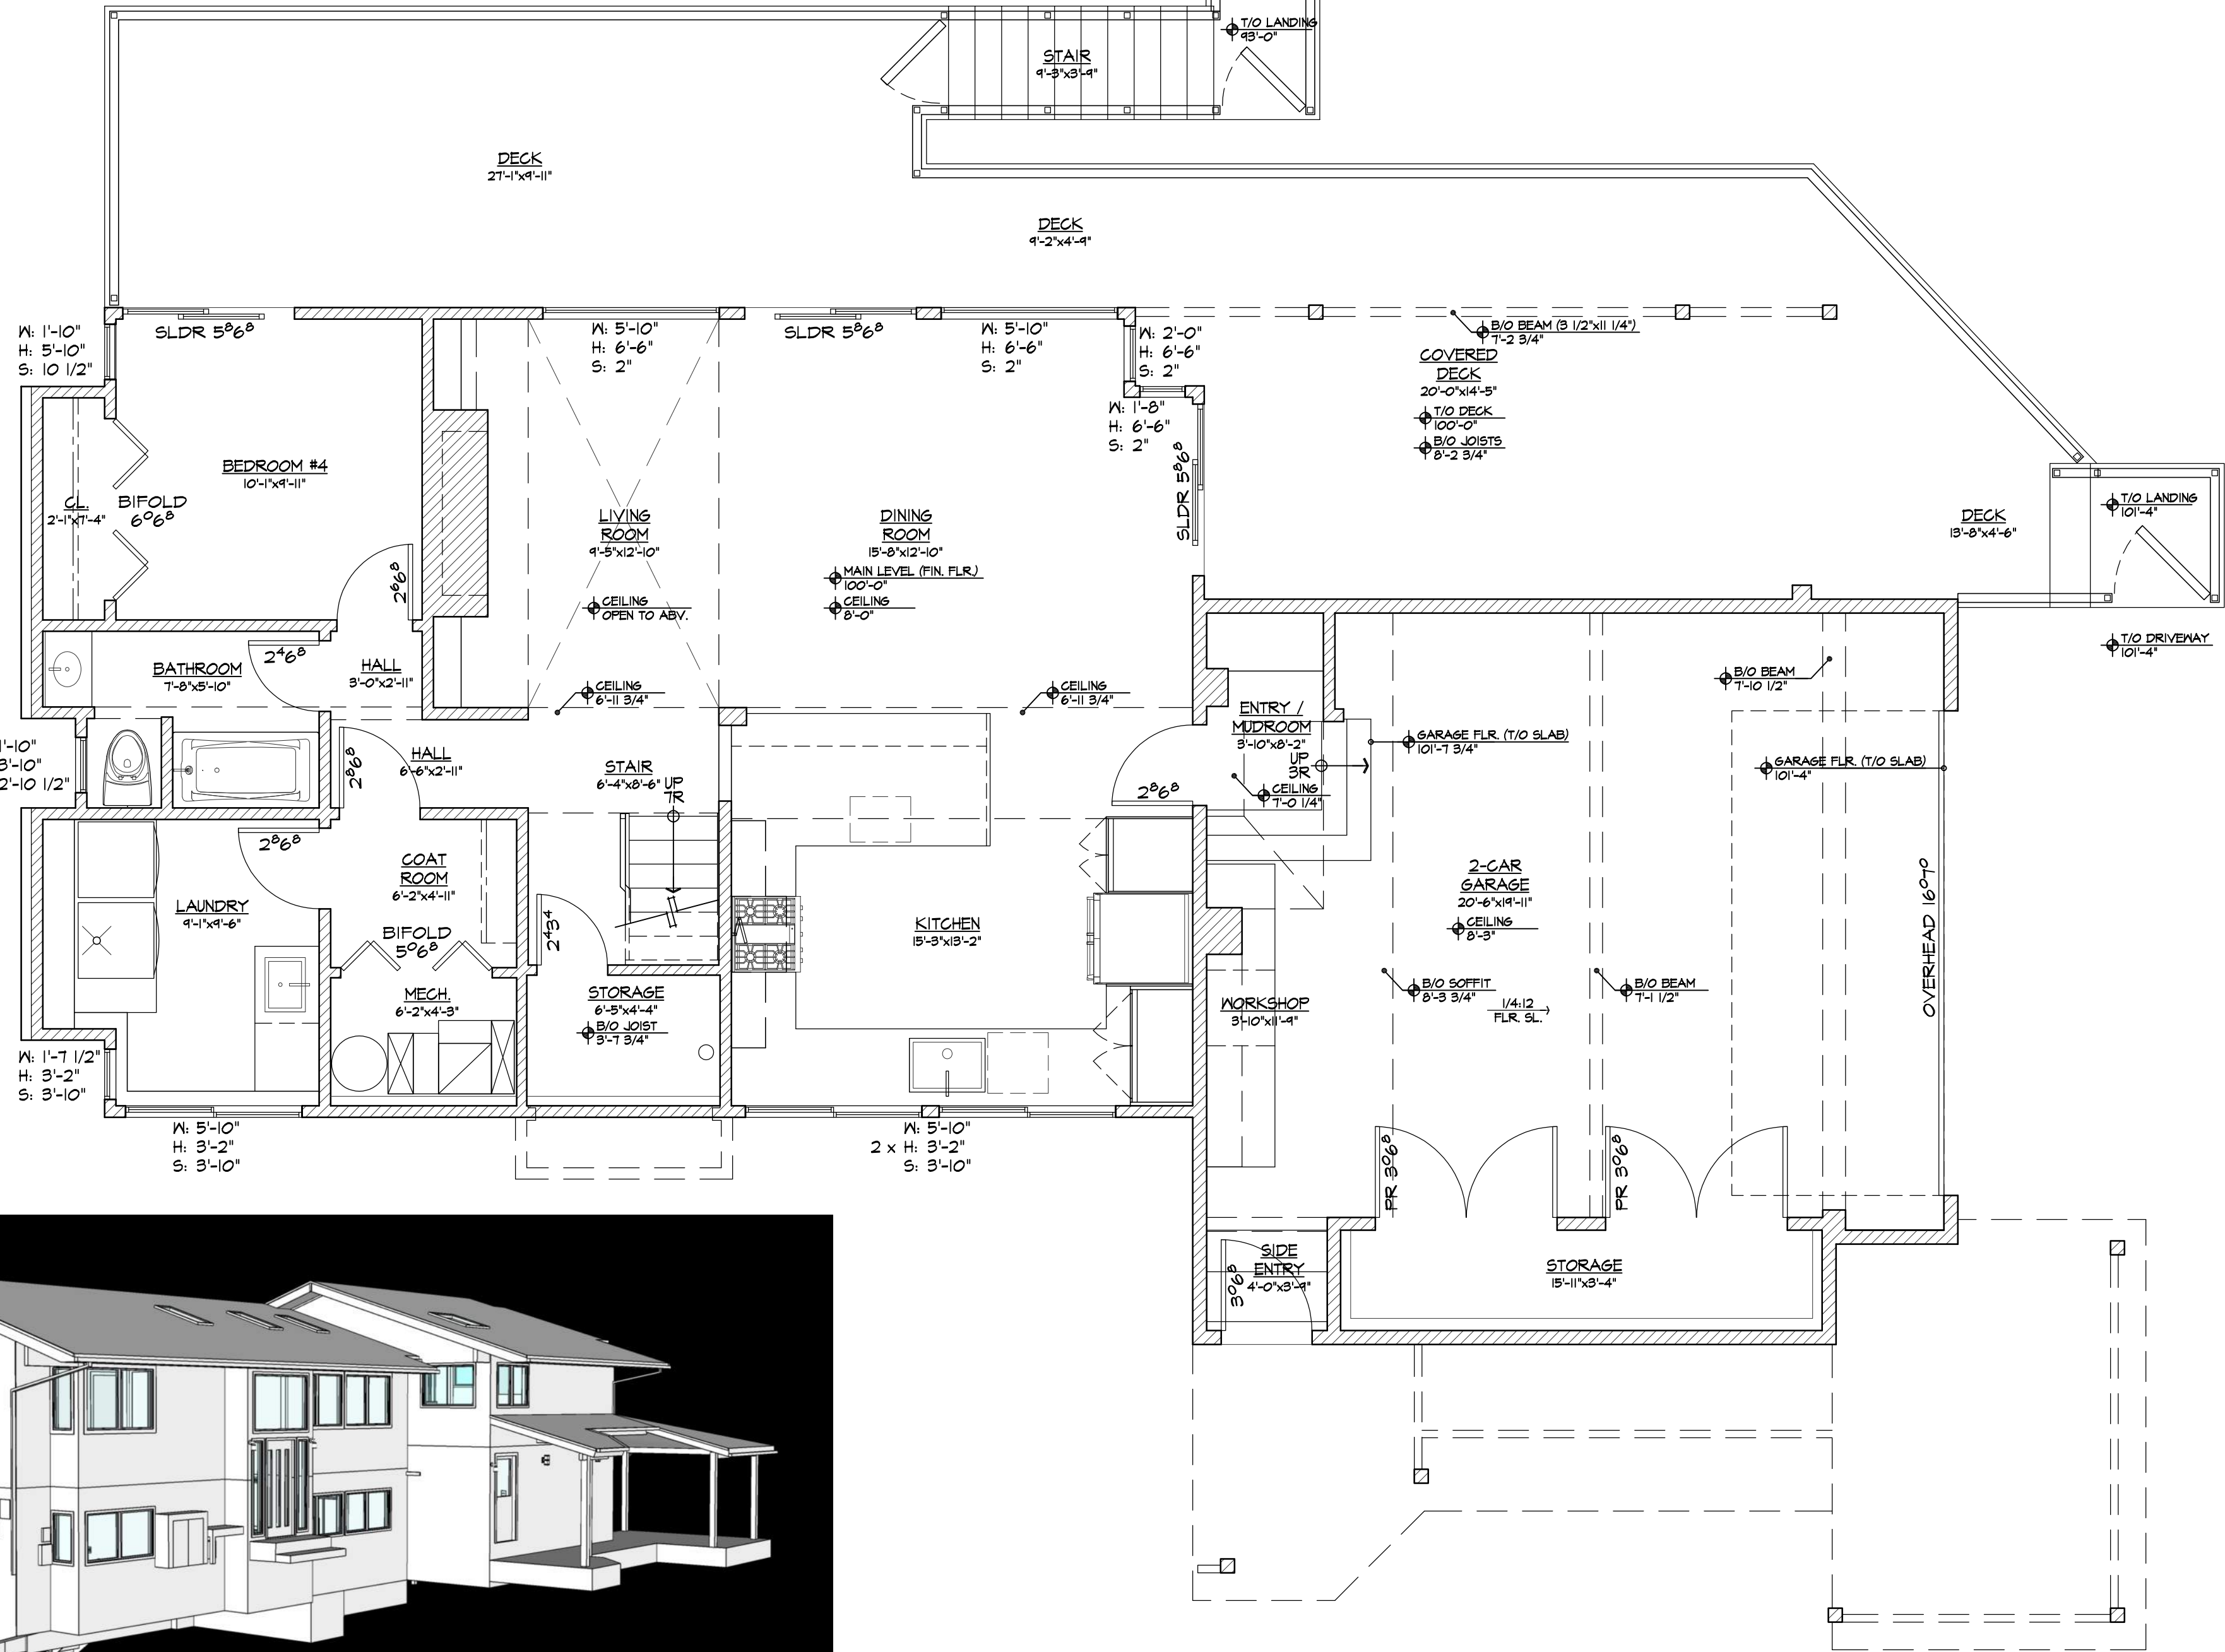 T/O LANDING
93'-0"
STAIR
9'-3"x3'-9"
DECK
27'-1"x9'-11"
DECK
9'-2"x4'-9"
W: 1'-10"
H: 5'-10"
S: 10 1/2"
SLDR 5⁸6⁸
W: 5'-10"
H: 6'-6"
S: 2"
SLDR 5⁸6⁸
W: 5'-10"
H: 6'-6"
S: 2"
W: 2'-0"
H: 6'-6"
S: 2"
B/O BEAM (3 1/2"x11 1/4")
7'-2 3/4"
COVERED
DECK
20'-0"x14'-5"
T/O DECK
100'-0"
B/O JOISTS
8'-2 3/4"
W: 1'-8"
H: 6'-6"
S: 2"
SLDR 5⁸6⁸
BEDROOM #4
10'-1"x9'-11"
CL.
2'-1"x7'-4"
BIFOLD
6⁰6⁸
2⁶6⁸
LIVING
ROOM
9'-5"x12'-10"
CEILING
OPEN TO ABV.
DINING
ROOM
15'-8"x12'-10"
MAIN LEVEL (FIN. FLR.)
100'-0"
CEILING
8'-0"
T/O LANDING
101'-4"
DECK
13'-8"x4'-6"
T/O DRIVEWAY
101'-4"
BATHROOM
7'-8"x5'-10"
2⁴6⁸
HALL
3'-0"x2'-11"
CEILING
6'-11 3/4"
CEILING
6'-11 3/4"
B/O BEAM
7'-10 1/2"
ENTRY /
MUDROOM
3'-10"x8'-2"
UP
3R
CEILING
7'-0 1/4"
GARAGE FLR. (T/O SLAB)
101'-7 3/4"
GARAGE FLR. (T/O SLAB)
101'-4"
1'-10"
3'-10"
2'-10 1/2"
HALL
6'-6"x2'-11"
2⁸6⁸
STAIR
6'-4"x8'-6"
UP
7R
2⁸6⁸
2⁸6⁸
COAT
ROOM
6'-2"x4'-11"
LAUNDRY
9'-1"x9'-6"
BIFOLD
5⁰6⁸
2⁴3⁴
KITCHEN
15'-3"x13'-2"
2-CAR
GARAGE
20'-6"x19'-11"
CEILING
8'-3"
OVERHEAD 16⁰7⁰
MECH.
6'-2"x4'-3"
STORAGE
6'-5"x4'-4"
B/O JOIST
3'-7 3/4"
WORKSHOP
3'-10"x11'-9"
B/O SOFFIT
8'-3 3/4"
1/4:12
FLR. SL.
B/O BEAM
7'-1 1/2"
W: 1'-7 1/2"
H: 3'-2"
S: 3'-10"
W: 5'-10"
H: 3'-2"
S: 3'-10"
W: 5'-10"
2 x H: 3'-2"
S: 3'-10"
PR 3⁰6⁸
PR 3⁰6⁸
SIDE
ENTRY
4'-0"x3'-9"
3⁰6⁸
STORAGE
15'-11"x3'-4"